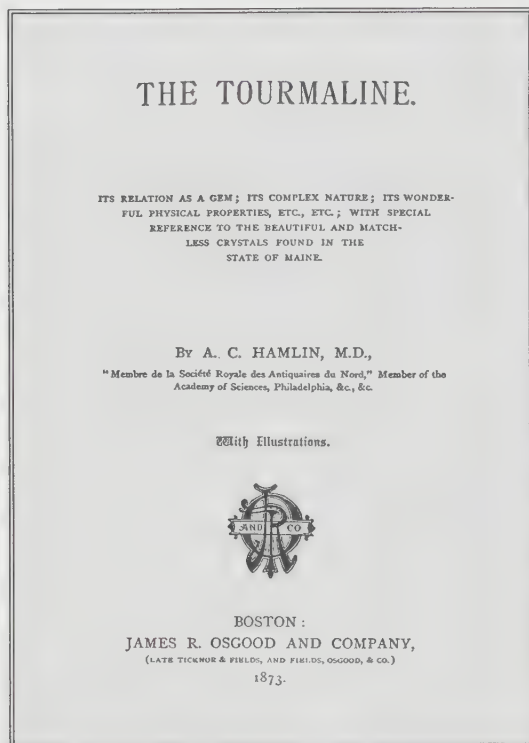 THE TOURMALINE.
ITS RELATION AS A GEM; ITS COMPLEX NATURE; ITS WONDER-
FUL PHYSICAL PROPERTIES, ETC., ETC.; WITH SPECIAL
REFERENCE TO THE BEAUTIFUL AND MATCH-
LESS CRYSTALS FOUND IN THE
STATE OF MAINE.
BY A. C. HAMLIN, M.D.,
"Membre de la Société Royale des Antiquaires du Nord," Member of the
Academy of Sciences, Philadelphia, &c., &c.
With Illustrations.
AND CO
BOSTON:
JAMES R. OSGOOD AND COMPANY,
(LATE TICKNOR & FIELDS, AND FIELDS, OSGOOD, & CO.)
1873.